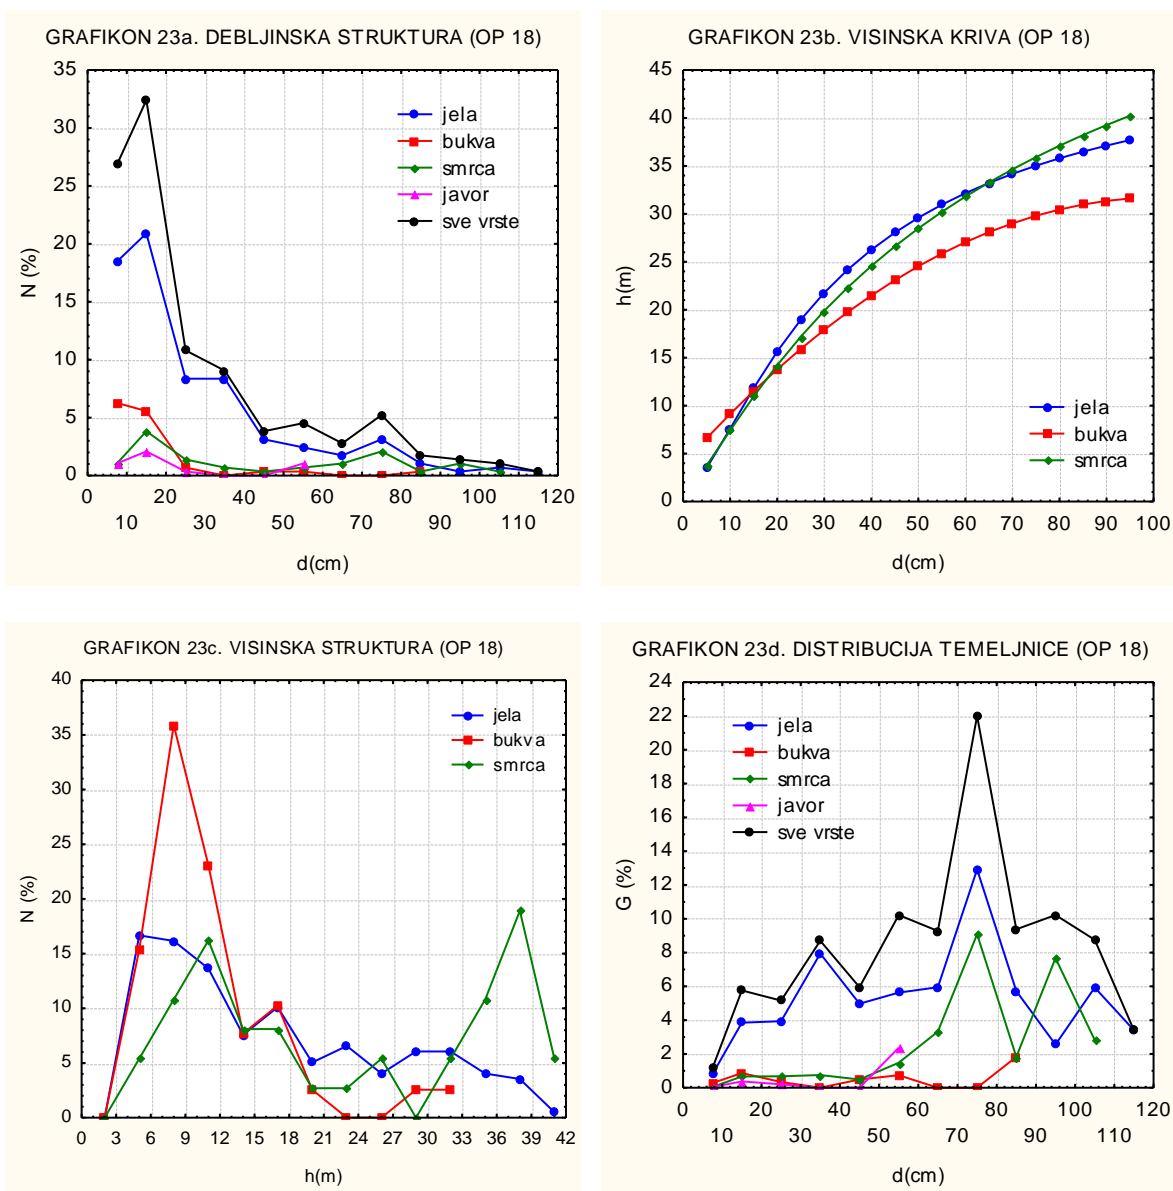 GRAFIKON 23a. DEBLJINSKA STRUKTURA (OP 18)
35
30
25
20
15
10
5
0
N (%)
jela
bukva
smrca
javor
sve vrste
0 20 40 60 80 100 120
10 30 50 70 90 110
d(cm)
GRAFIKON 23b. VISINSKA KRIVA (OP 18)
45
40
35
30
25
20
15
10
5
0
h(m)
jela
bukva
smrca
0 10 20 30 40 50 60 70 80 90 100
d(cm)
GRAFIKON 23c. VISINSKA STRUKTURA (OP 18)
40
35
30
25
20
15
10
5
0
N (%)
jela
bukva
smrca
0 3 6 9 12 15 18 21 24 27 30 33 36 39 42
h(m)
GRAFIKON 23d. DISTRIBUCIJA TEMELJNICE (OP 18)
24
22
20
18
16
14
12
10
8
6
4
2
0
G (%)
jela
bukva
smrca
javor
sve vrste
0 20 40 60 80 100 120
10 30 50 70 90 110
d(cm)